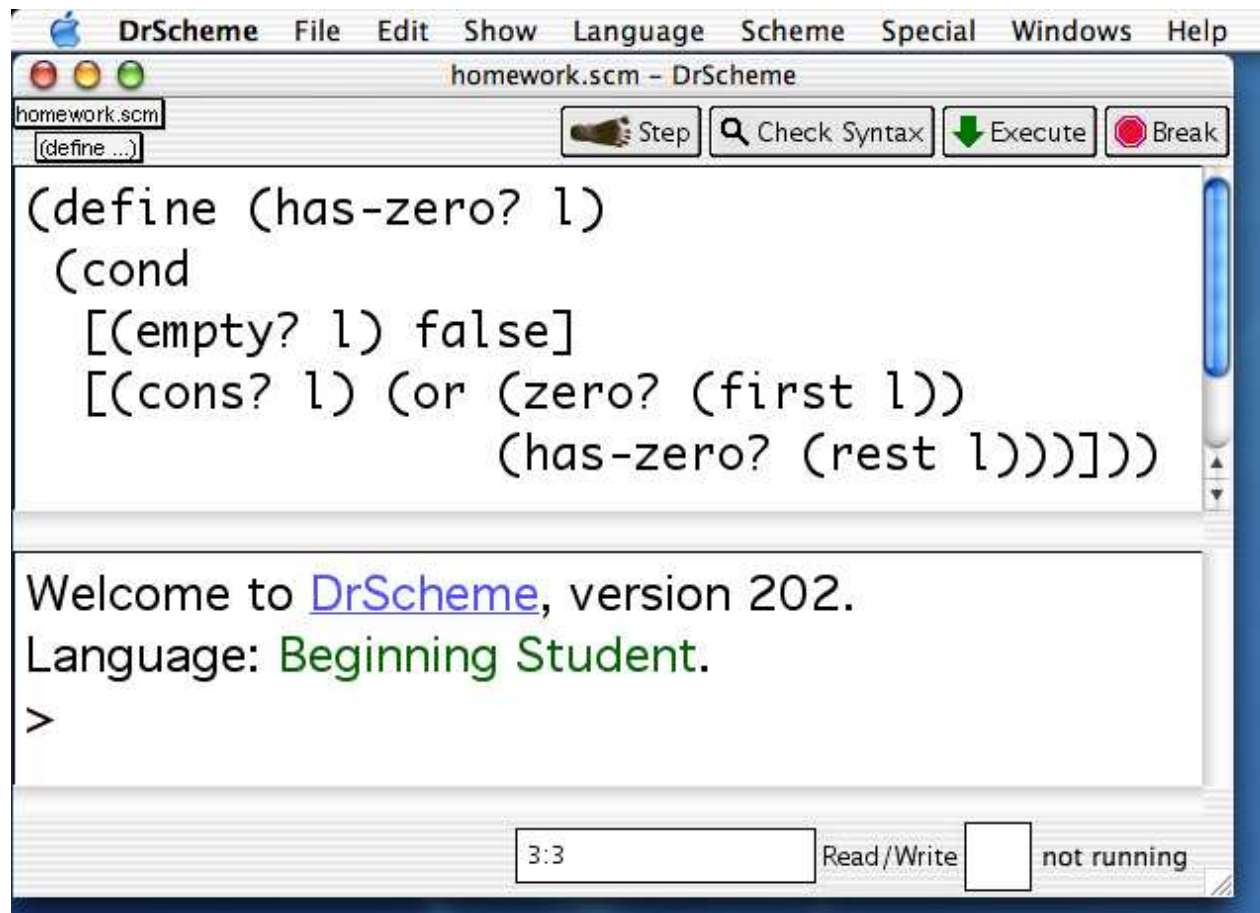 DrScheme File Edit Show Language Scheme Special Windows Help
homework.scm – DrScheme
homework.scm
(define ...)
Step Check Syntax Execute Break
(define (has-zero? l)
(cond
[(empty? l) false]
[(cons? l) (or (zero? (first l))
(has-zero? (rest l)))]))
Welcome to DrScheme, version 202.
Language: Beginning Student.
>
3:3 Read/Write not running